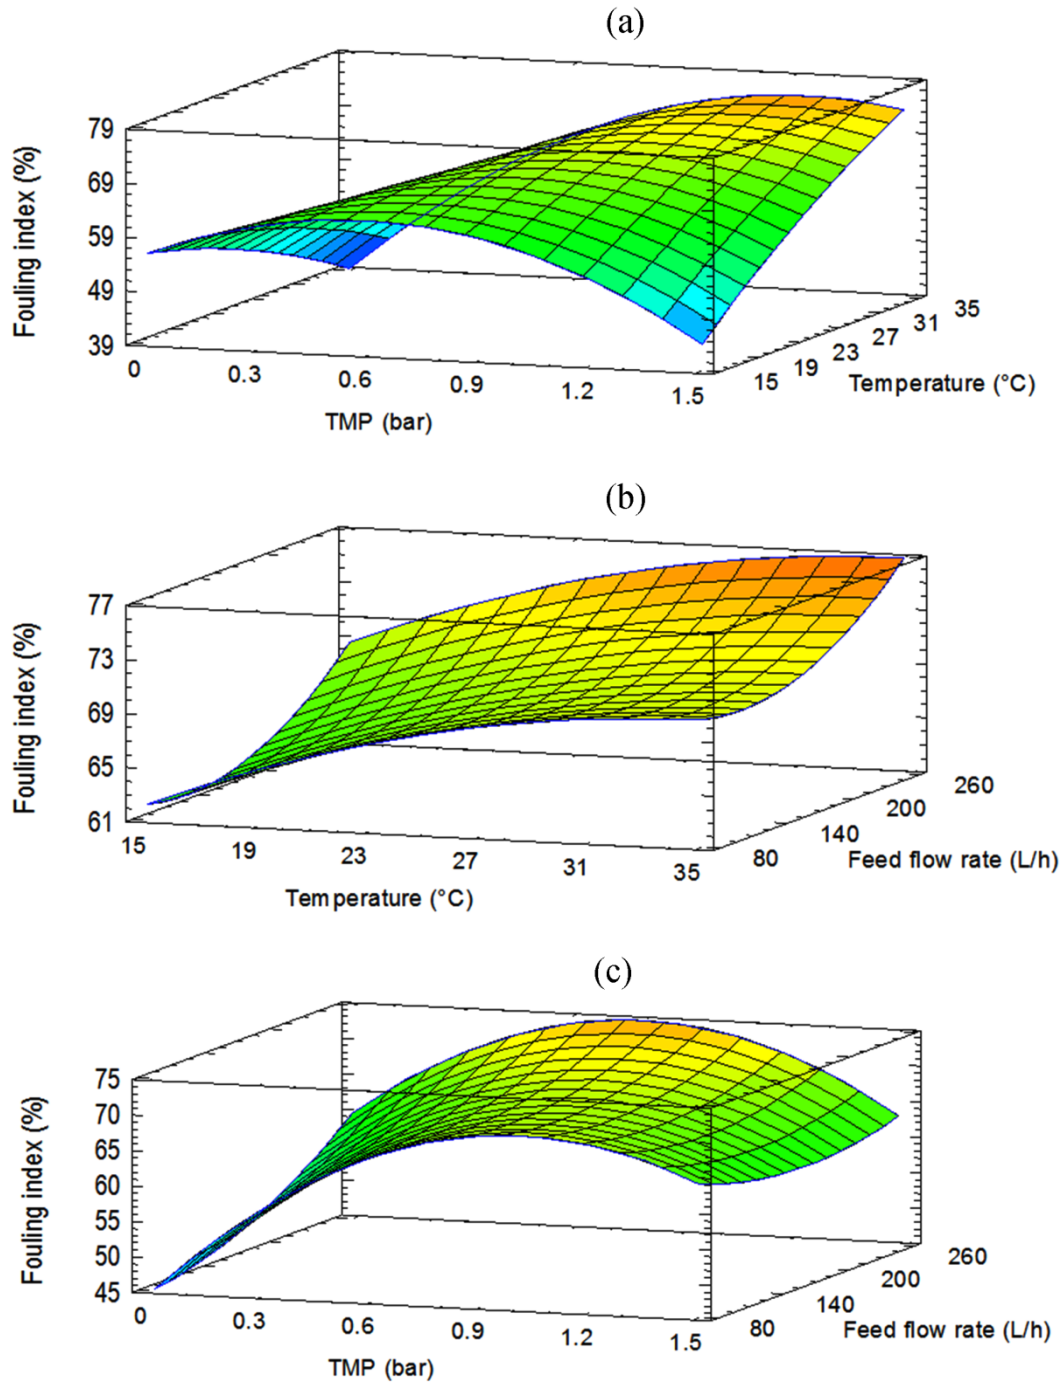 (a)
79
69
59
49
39
Fouling index (%)
0 0.3 0.6 0.9 1.2 1.5
TMP (bar)
15 19 23 27 31 35
Temperature (°C)
(b)
77
73
69
65
61
Fouling index (%)
15 19 23 27 31 35
Temperature (°C)
80 140 200 260
Feed flow rate (L/h)
(c)
75
70
65
60
55
50
45
Fouling index (%)
0 0.3 0.6 0.9 1.2 1.5
TMP (bar)
80 140 200 260
Feed flow rate (L/h)